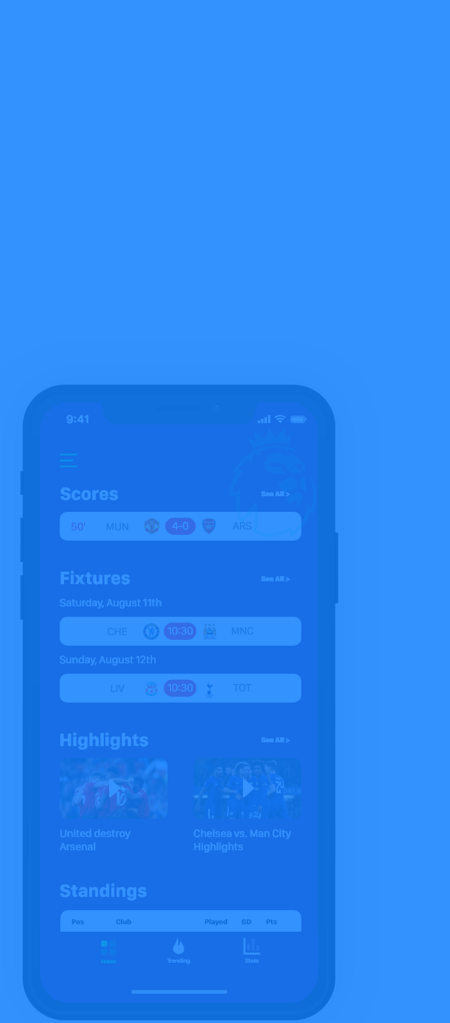 9:41
Scores
See All >
50' MUN 4-0 ARS
Fixtures
See All >
Saturday, August 11th
CHE 10:30 MNC
Sunday, August 12th
LIV 10:30 TOT
Highlights
See All >
United destroy
Arsenal
Chelsea vs. Man City
Highlights
Standings
Pos Club Played GD Pts
Trending
Stats